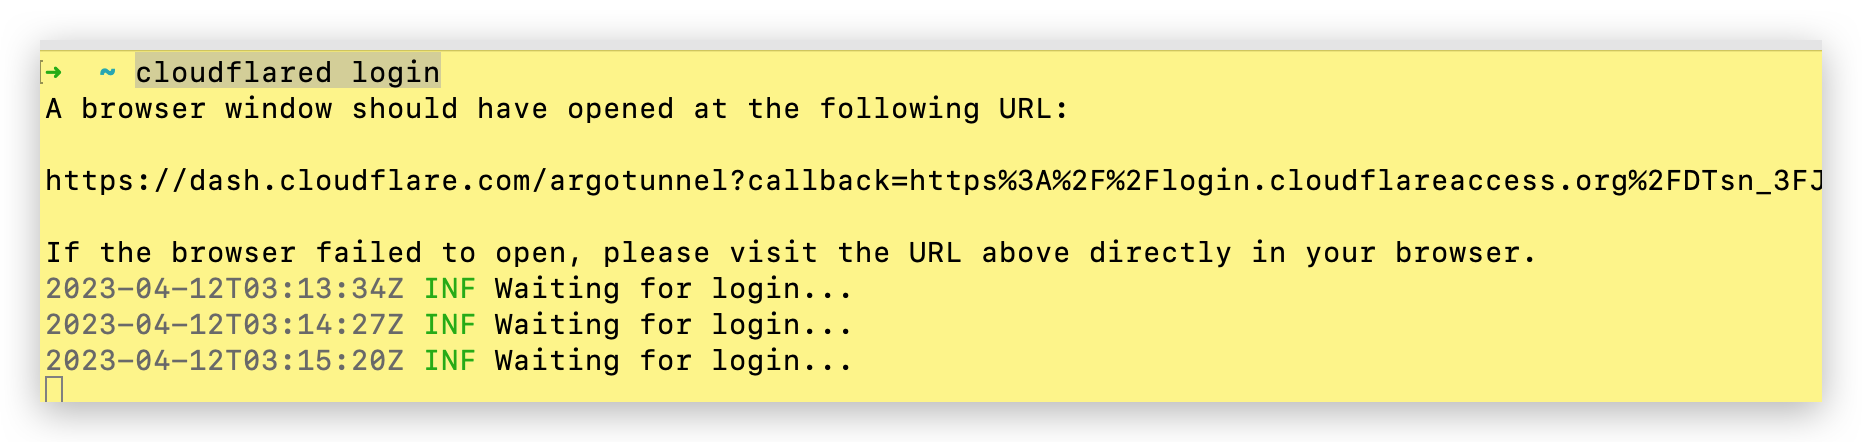 ➜ ~ cloudflared login
A browser window should have opened at the following URL:
https://dash.cloudflare.com/argotunnel?callback=https%3A%2F%2Flogin.cloudflareaccess.org%2FDTsn_3FJ
If the browser failed to open, please visit the URL above directly in your browser.
2023-04-12T03:13:34Z INF Waiting for login...
2023-04-12T03:14:27Z INF Waiting for login...
2023-04-12T03:15:20Z INF Waiting for login...